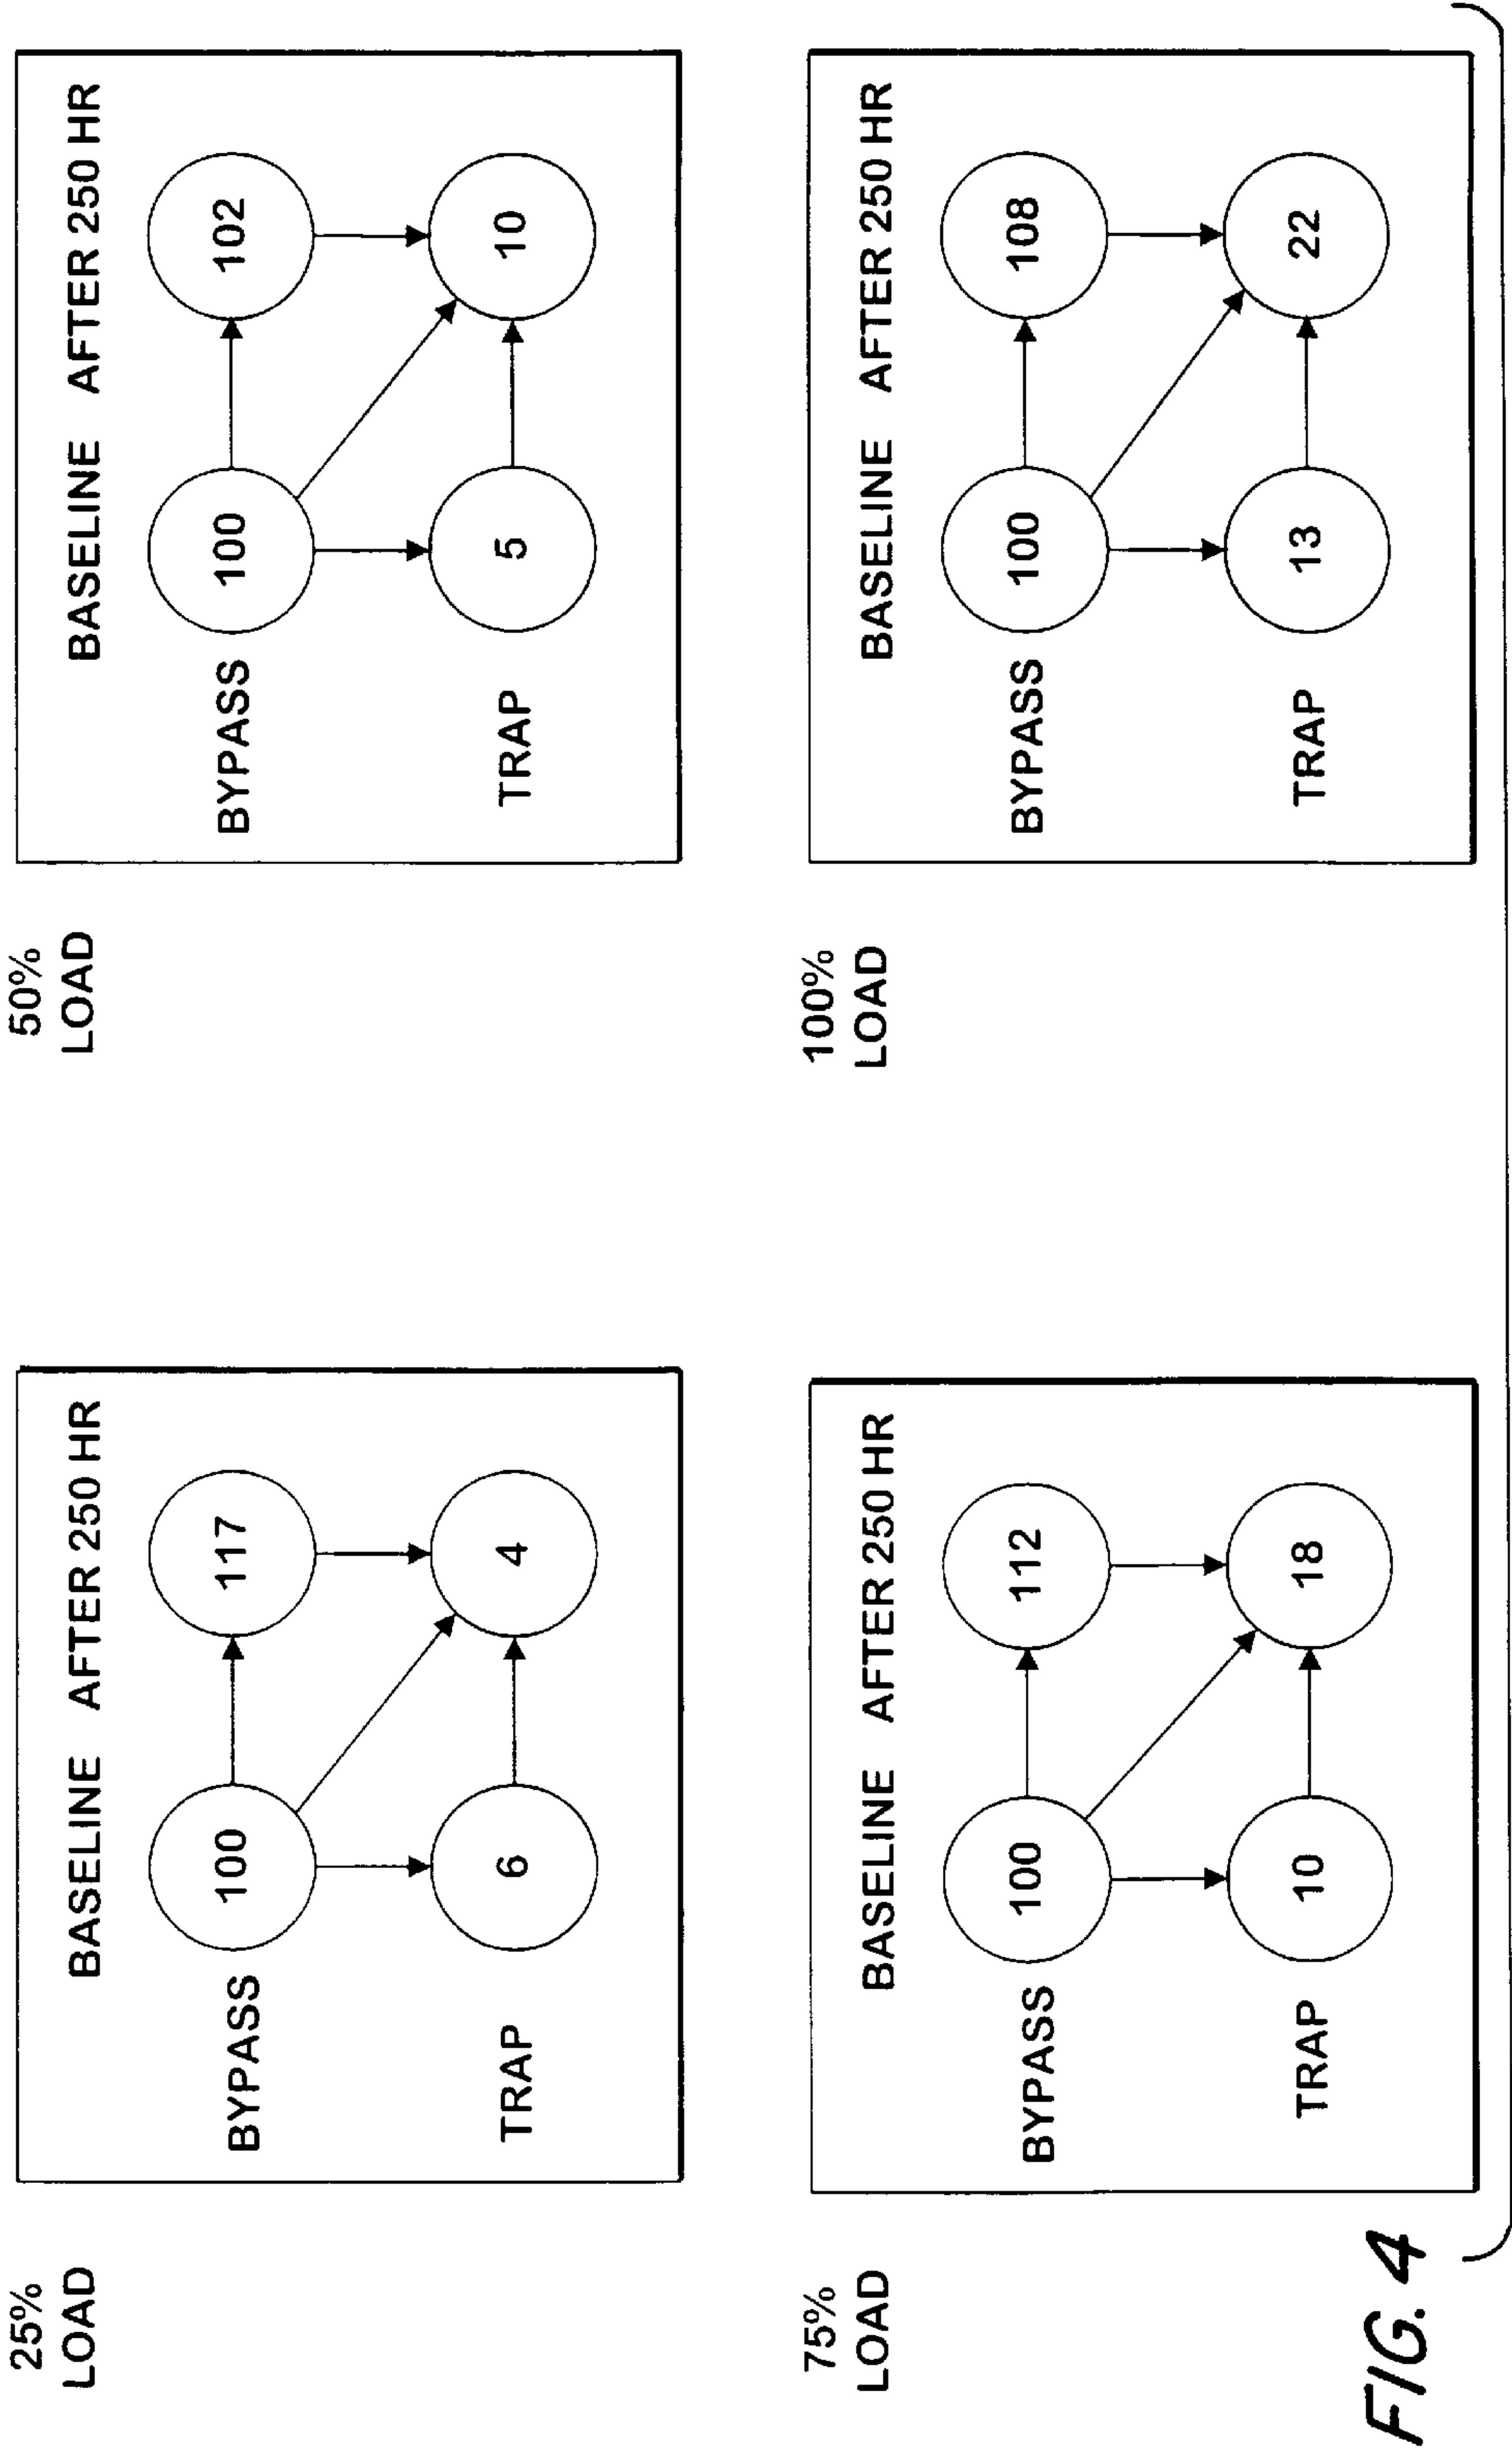 25%
LOAD
BASELINE AFTER 250 HR
BYPASS 100 117
TRAP 6 4
50%
LOAD
BASELINE AFTER 250 HR
BYPASS 100 102
TRAP 5 10
75%
LOAD
BASELINE AFTER 250 HR
BYPASS 100 112
TRAP 10 18
100%
LOAD
BASELINE AFTER 250 HR
BYPASS 100 108
TRAP 13 22
FIG. 4